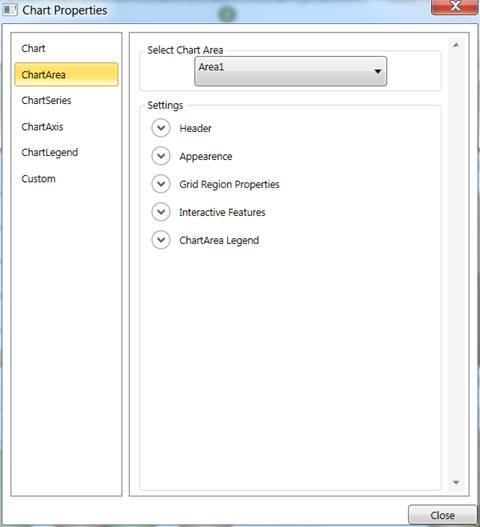 Chart Properties
Chart
ChartArea
ChartSeries
ChartAxis
ChartLegend
Custom
Select Chart Area
Area1
Settings
Header
Appearence
Grid Region Properties
Interactive Features
ChartArea Legend
Close